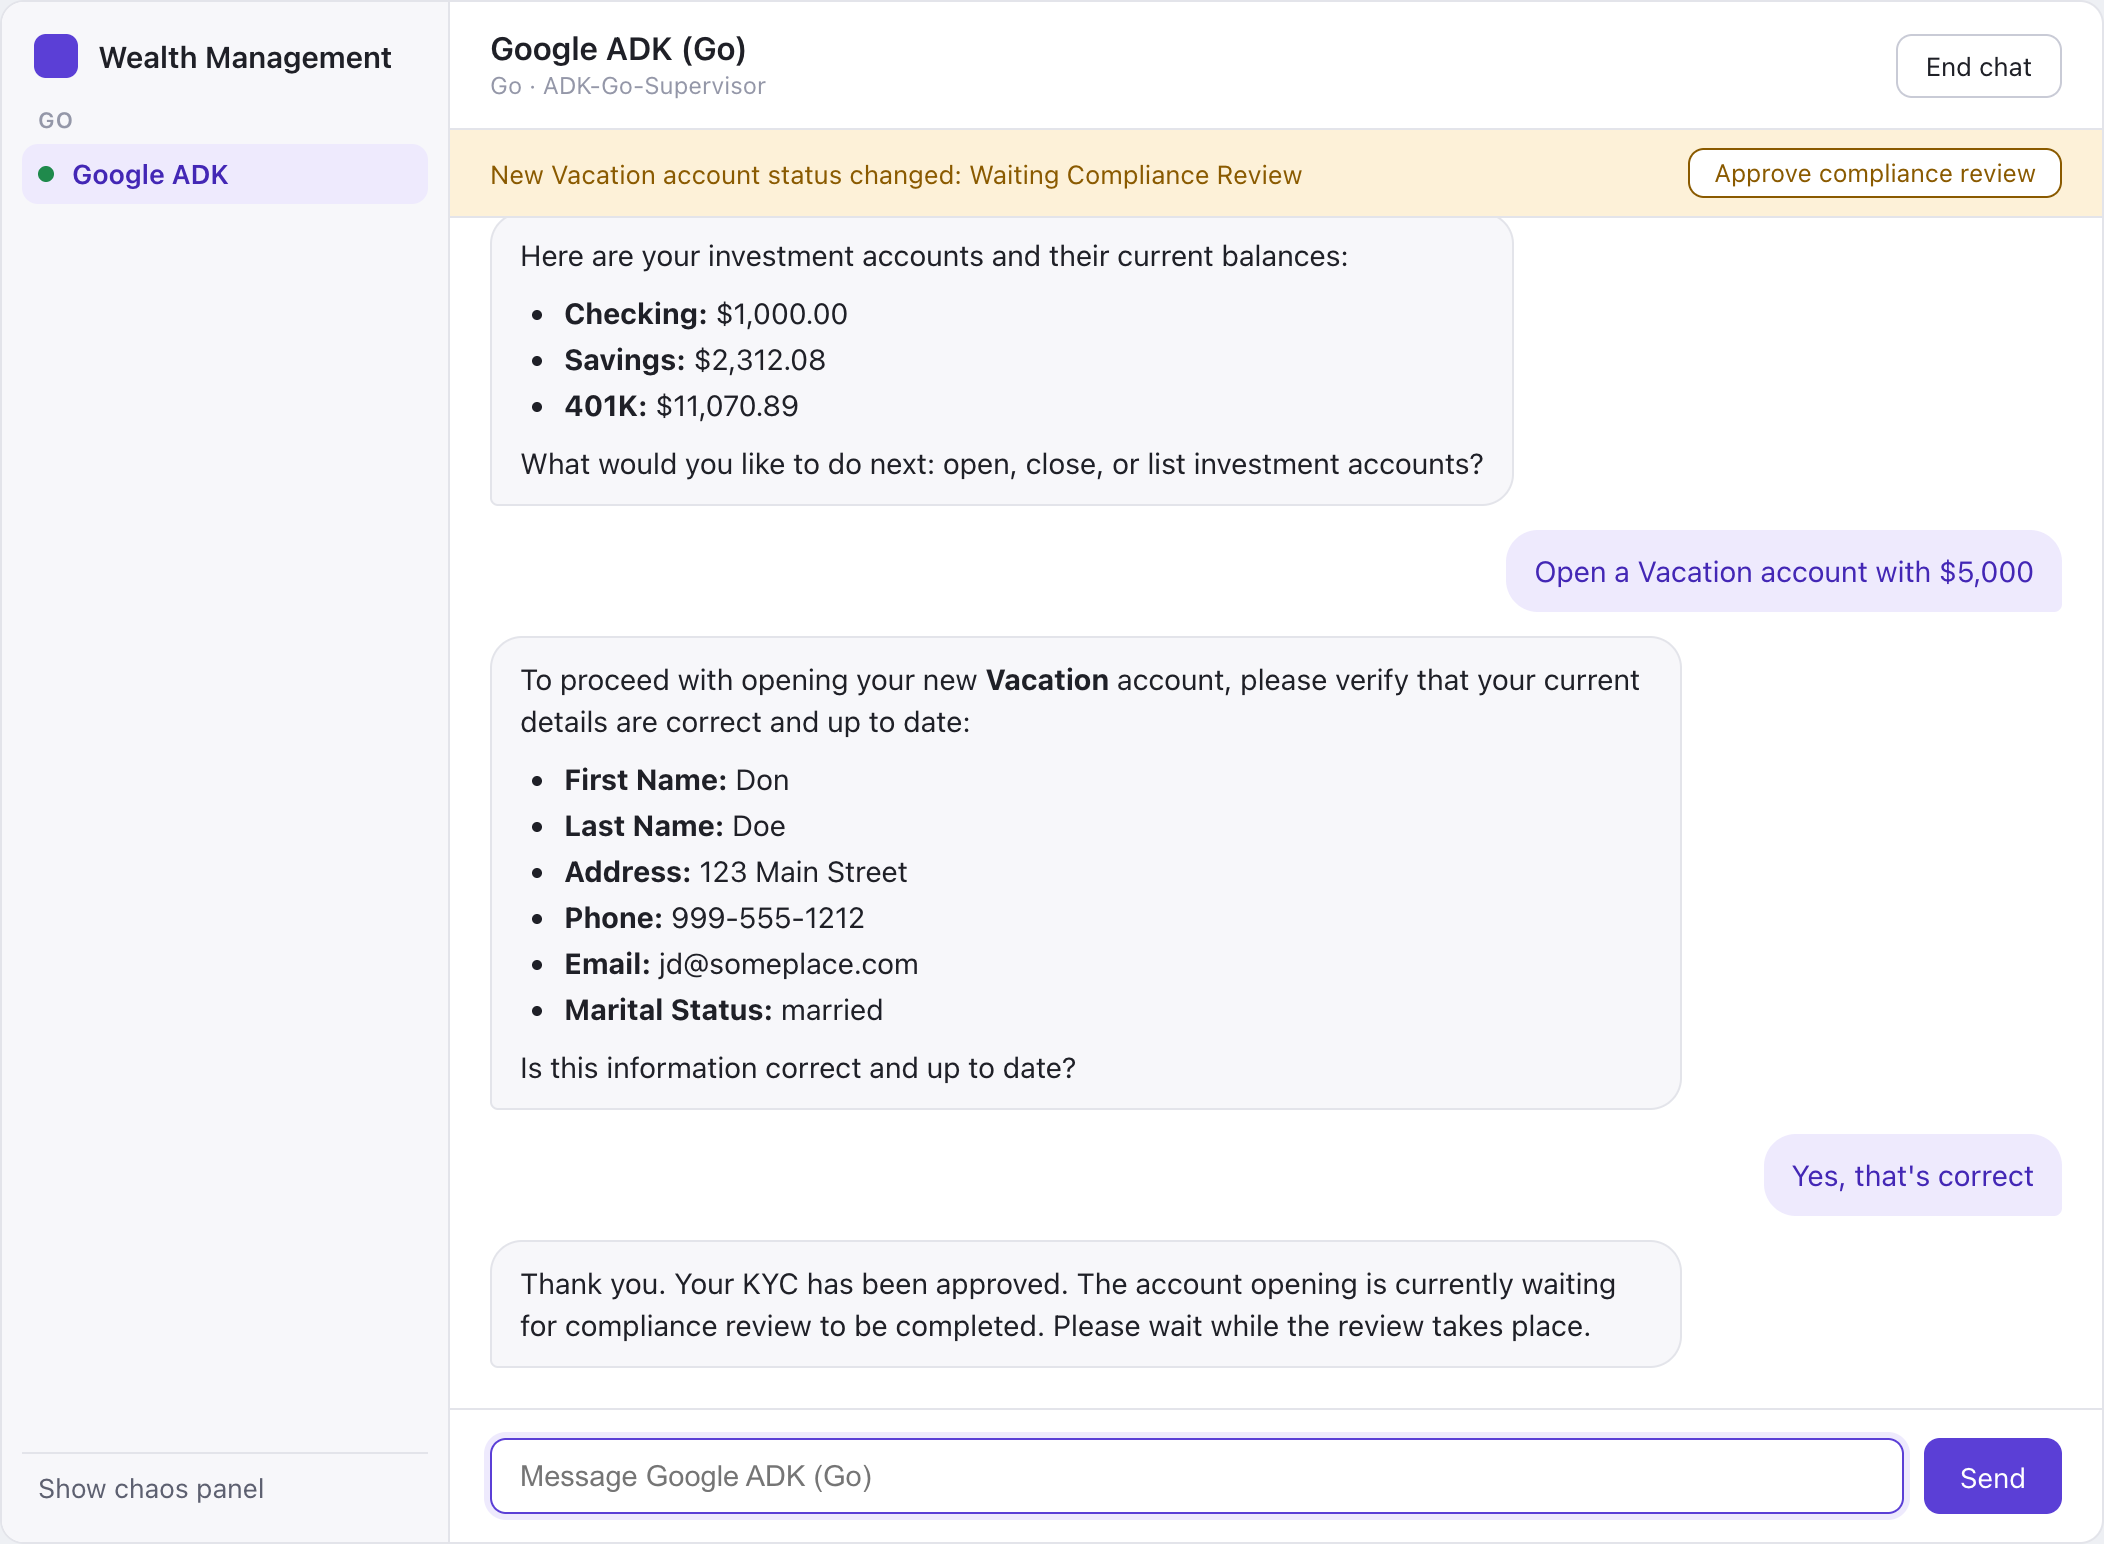 Wealth Management
GO
Google ADK
Show chaos panel
Google ADK (Go)
Go · ADK-Go-Supervisor
End chat
New Vacation account status changed: Waiting Compliance Review
Approve compliance review
Here are your investment accounts and their current balances:
• Checking: $1,000.00
• Savings: $2,312.08
• 401K: $11,070.89
What would you like to do next: open, close, or list investment accounts?
Open a Vacation account with $5,000
To proceed with opening your new Vacation account, please verify that your current
details are correct and up to date:
• First Name: Don
• Last Name: Doe
• Address: 123 Main Street
• Phone: 999-555-1212
• Email: jd@someplace.com
• Marital Status: married
Is this information correct and up to date?
Yes, that's correct
Thank you. Your KYC has been approved. The account opening is currently waiting
for compliance review to be completed. Please wait while the review takes place.
Message Google ADK (Go)
Send